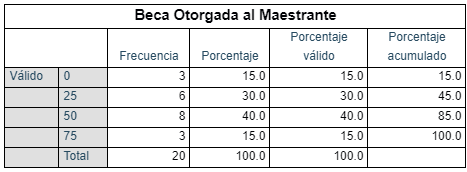 Beca Otorgada al Maestrante
Frecuencia Porcentaje Porcentaje válido Porcentaje acumulado
Válido 0 3 15.0 15.0 15.0
25 6 30.0 30.0 45.0
50 8 40.0 40.0 85.0
75 3 15.0 15.0 100.0
Total 20 100.0 100.0